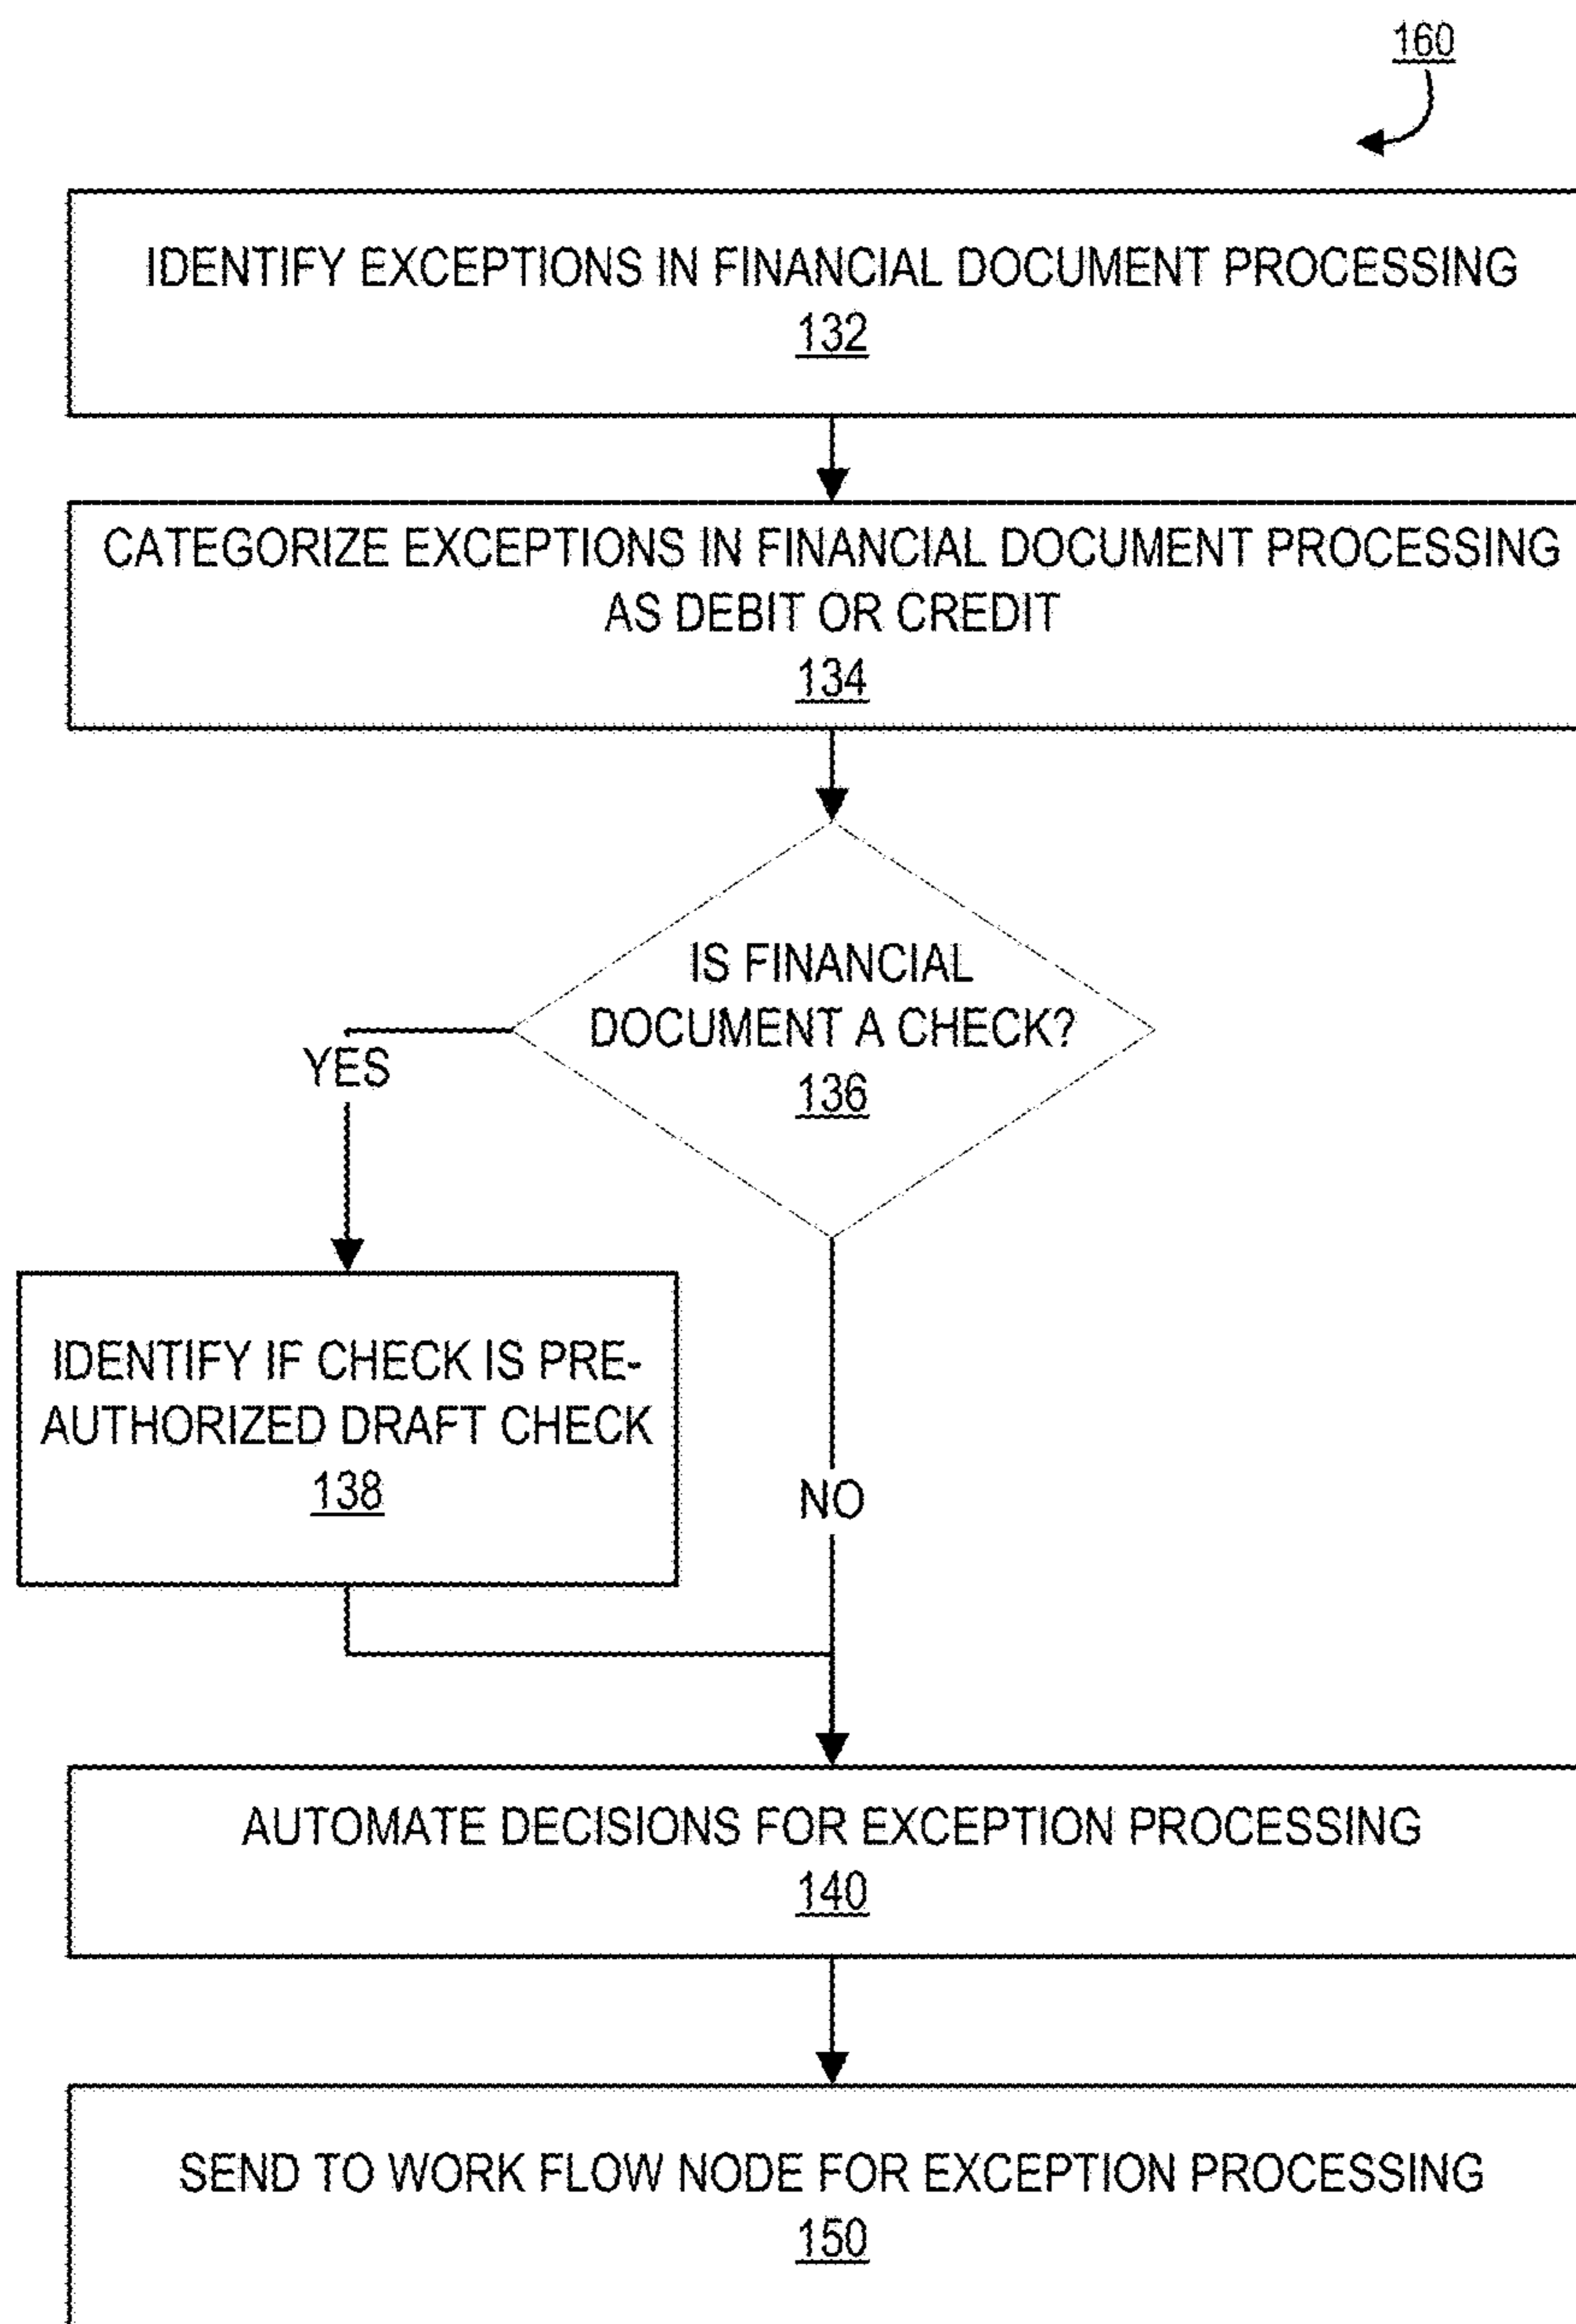 160
IDENTIFY EXCEPTIONS IN FINANCIAL DOCUMENT PROCESSING
132
CATEGORIZE EXCEPTIONS IN FINANCIAL DOCUMENT PROCESSING
AS DEBIT OR CREDIT
134
IS FINANCIAL
DOCUMENT A CHECK?
136
YES
IDENTIFY IF CHECK IS PRE-
AUTHORIZED DRAFT CHECK
138
NO
AUTOMATE DECISIONS FOR EXCEPTION PROCESSING
140
SEND TO WORK FLOW NODE FOR EXCEPTION PROCESSING
150